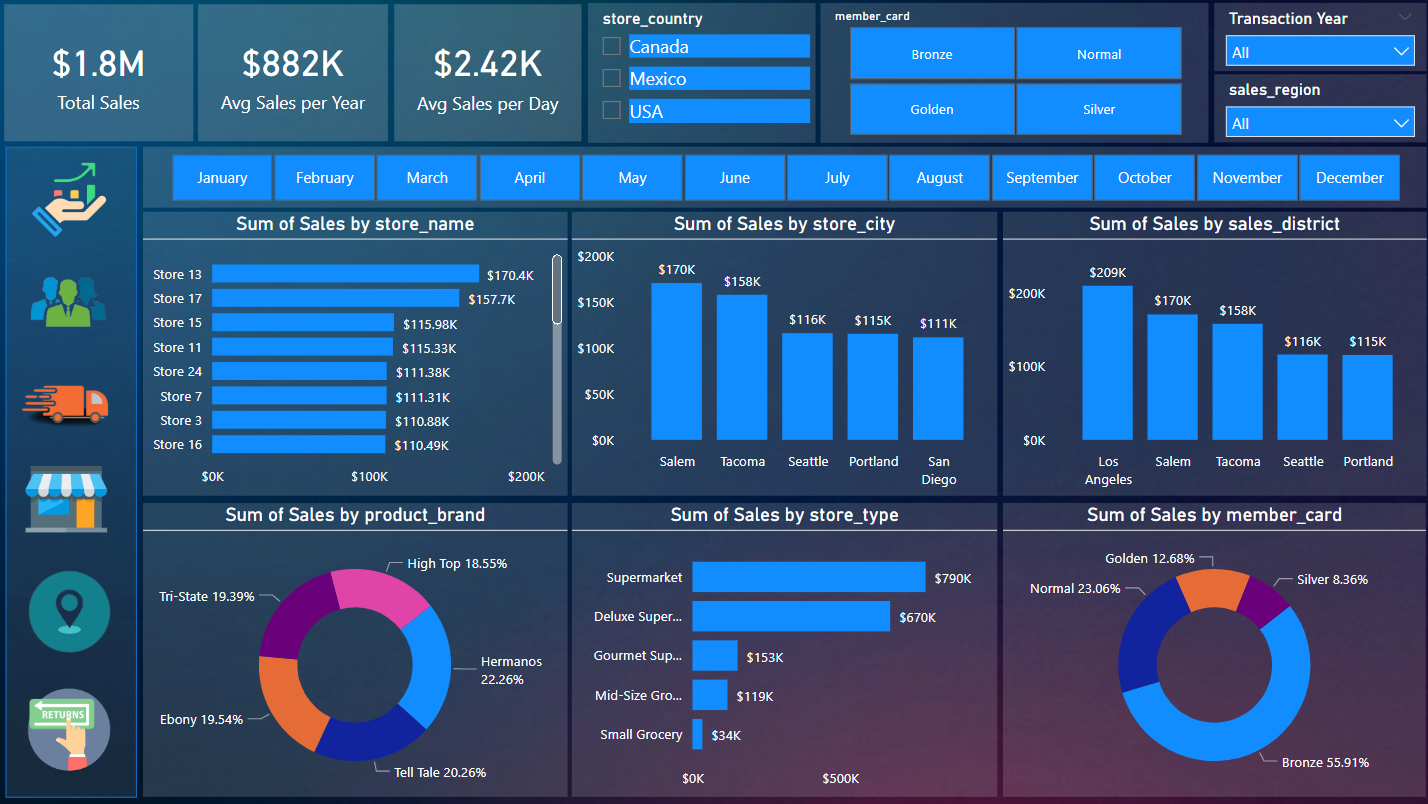 $1.8M
Total Sales
$882K
Avg Sales per Year
$2.42K
Avg Sales per Day
store_country
Canada
Mexico
USA
member_card
Bronze
Normal
Golden
Silver
Transaction Year
All
sales_region
All
January
February
March
April
May
June
July
August
September
October
November
December
RETURNS
Sum of Sales by store_name
Store 13
$170.4K
Store 17
$157.7K
Store 15
$115.98K
Store 11
$115.33K
Store 24
$111.38K
Store 7
$111.31K
Store 3
$110.88K
Store 16
$110.49K
$0K
$100K
$200K
Sum of Sales by store_city
$200K
$150K
$100K
$50K
$0K
$170K
$158K
$116K
$115K
$111K
Salem
Tacoma
Seattle
Portland
San
Diego
Sum of Sales by sales_district
$200K
$100K
$0K
$209K
$170K
$158K
$116K
$115K
Los
Angeles
Salem
Tacoma
Seattle
Portland
Sum of Sales by product_brand
High Top 18.55%
Tri-State 19.39%
Hermanos
22.26%
Ebony 19.54%
Tell Tale 20.26%
Sum of Sales by store_type
Supermarket
$790K
Deluxe Super...
$670K
Gourmet Sup...
$153K
Mid-Size Gro...
$119K
Small Grocery
$34K
$0K
$500K
Sum of Sales by member_card
Golden 12.68%
Silver 8.36%
Normal 23.06%
Bronze 55.91%